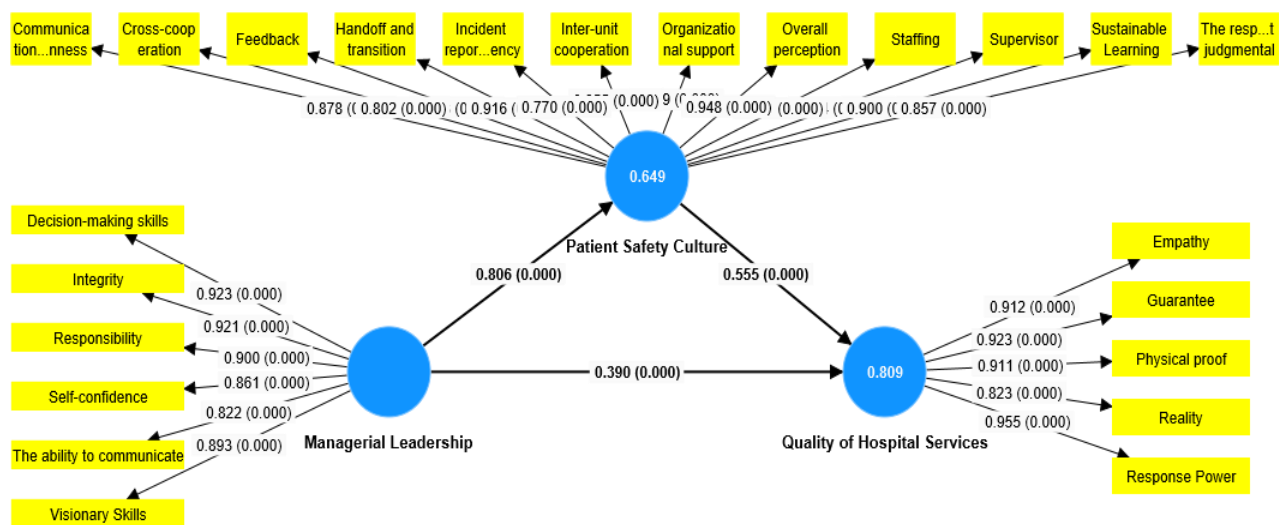 Communica
tion...nness
Cross-coop
eration
Feedback
Handoff and
transition
Incident
repor...ency
Inter-unit
cooperation
Organizatio
nal support
Overall
perception
Staffing
Supervisor
Sustainable
Learning
The resp...t
judgmental
0.878
0.802 (0.000)
0.916
0.770 (0.000)
(0.000)
0.948 (0.000)
(0.000)
0.900 (0.000)
0.857 (0.000)
0.649
Patient Safety Culture
Decision-making skills
Integrity
Responsibility
Self-confidence
The ability to communicate
Visionary Skills
0.923 (0.000)
0.921 (0.000)
0.900 (0.000)
0.861 (0.000)
0.822 (0.000)
0.893 (0.000)
0.806 (0.000)
0.555 (0.000)
0.390 (0.000)
Managerial Leadership
0.809
Quality of Hospital Services
0.912 (0.000)
0.923 (0.000)
0.911 (0.000)
0.823 (0.000)
0.955 (0.000)
Empathy
Guarantee
Physical proof
Reality
Response Power